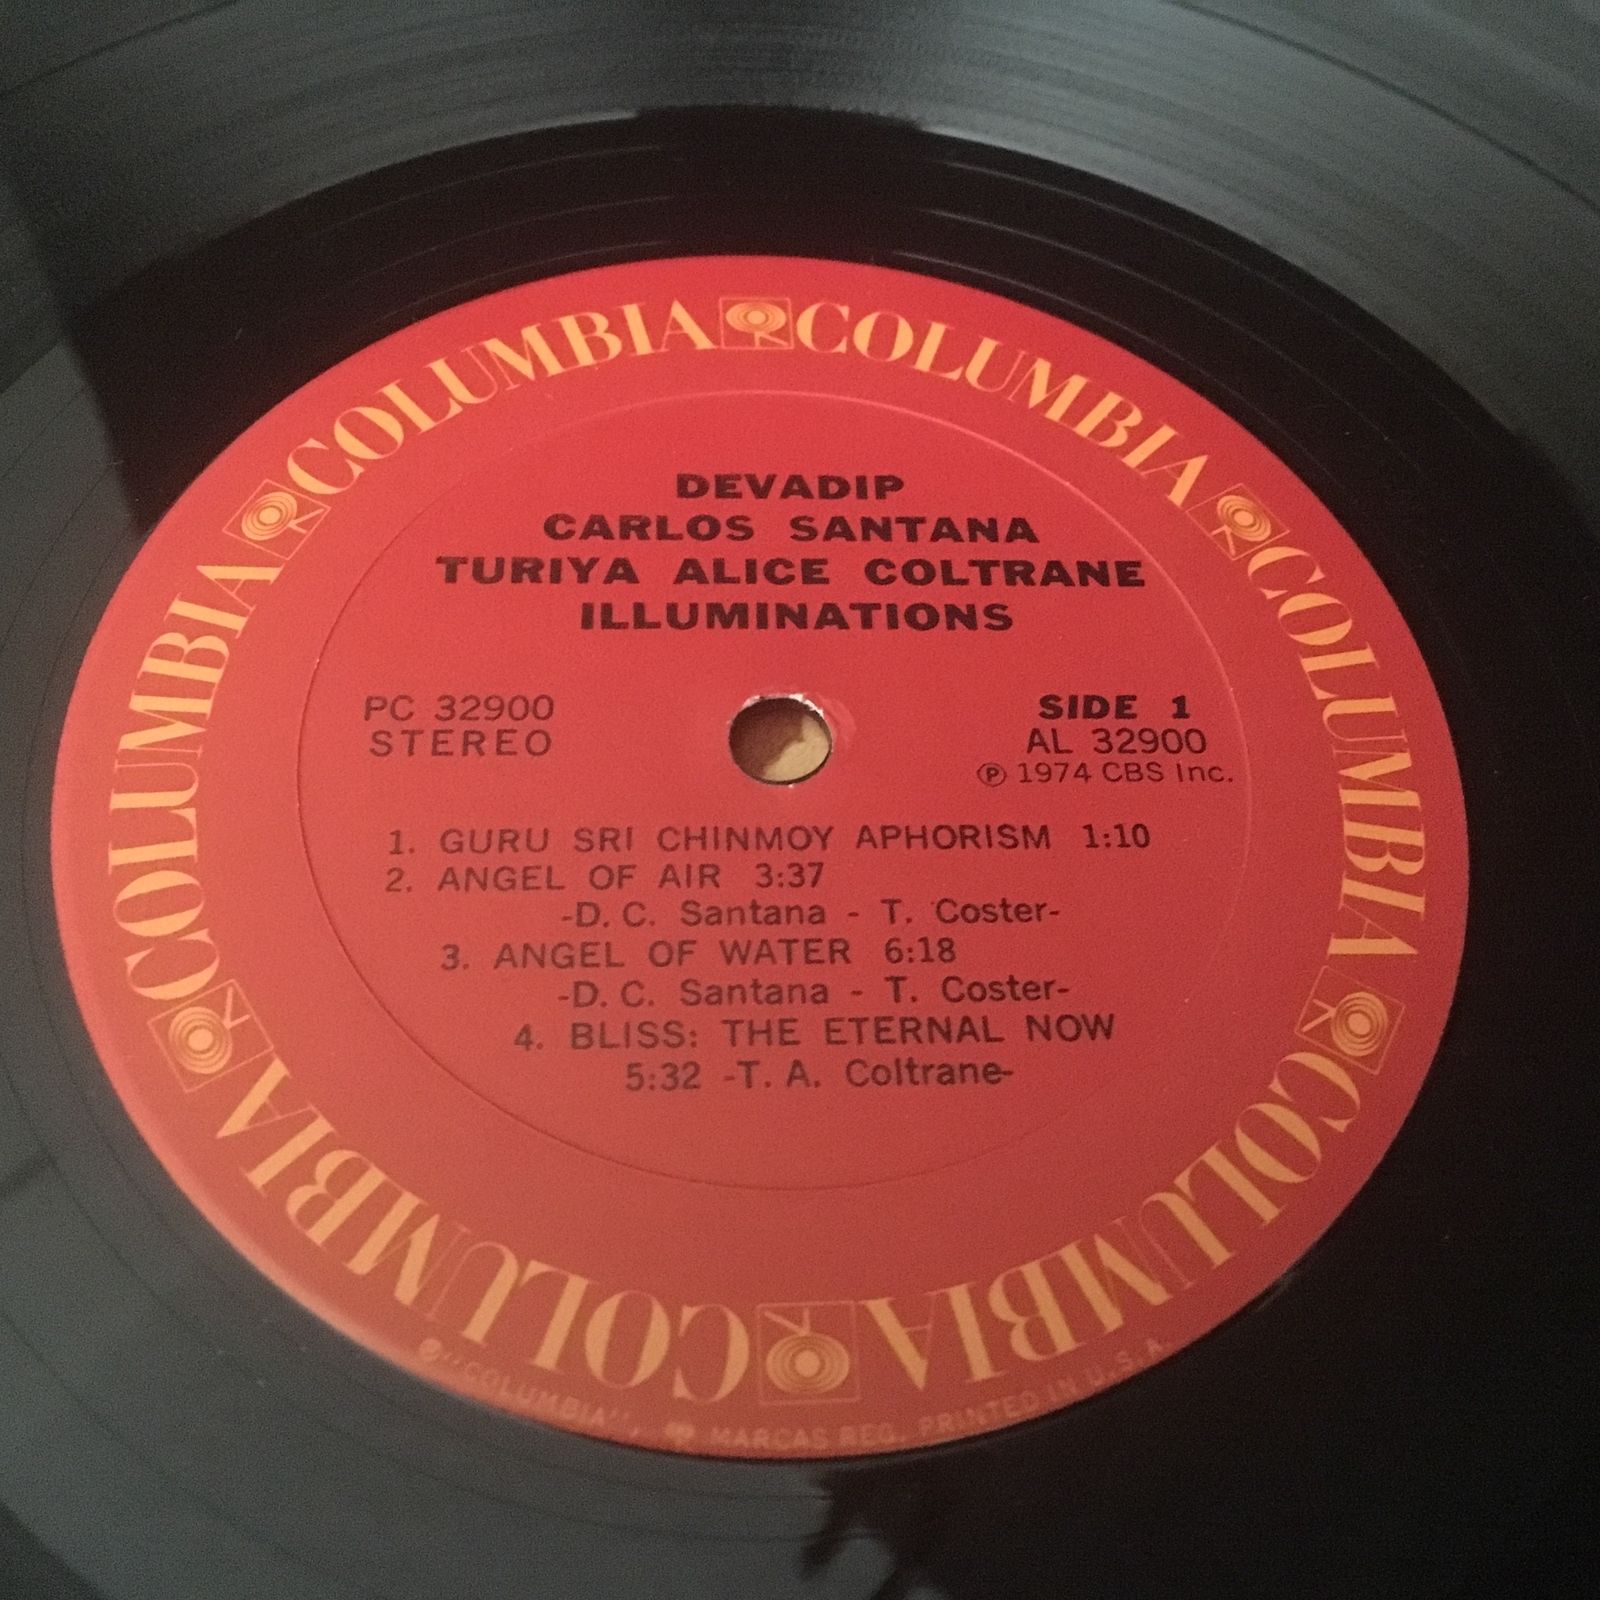 COLUMBIA COLUMBIA COLUMBIA COLUMBIA COLUMBIA COLUMBIA
DEVADIP
CARLOS SANTANA
TURIYA ALICE COLTRANE
ILLUMINATIONS
PC 32900
STEREO
SIDE 1
AL 32900
℗ 1974 CBS Inc.
1. GURU SRI CHINMOY APHORISM 1:10
2. ANGEL OF AIR 3:37
-D. C. Santana - T. Coster-
3. ANGEL OF WATER 6:18
-D. C. Santana - T. Coster-
4. BLISS: THE ETERNAL NOW
5:32 -T. A. Coltrane-
"COLUMBIA", MARCAS REG. PRINTED IN U.S.A.